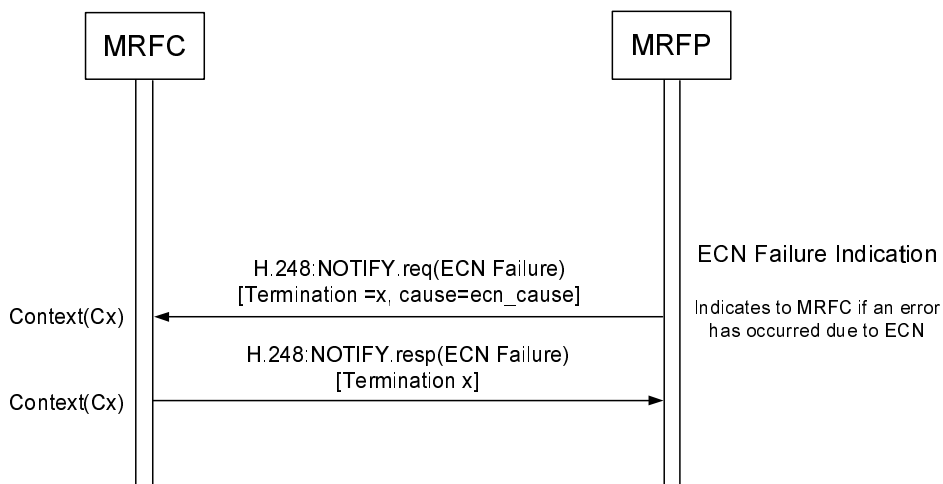 MRFC
MRFP
ECN Failure Indication
H.248:NOTIFY.req(ECN Failure)
[Termination =x, cause=ecn_cause]
Context(Cx)
Indicates to MRFC if an error
has occurred due to ECN
H.248:NOTIFY.resp(ECN Failure)
[Termination x]
Context(Cx)